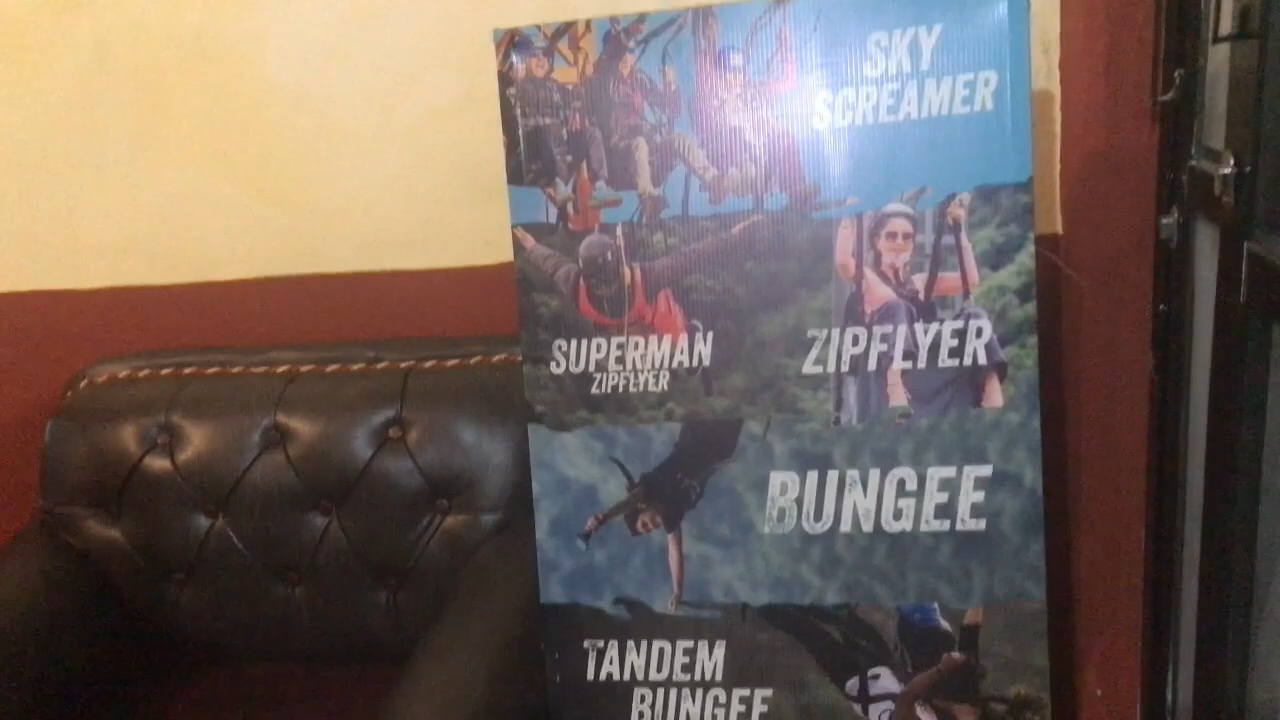 SKY
SCREAMER
SUPERMAN
ZIPFLYER
ZIPFLYER
BUNGEE
TANDEM
BUNGEE